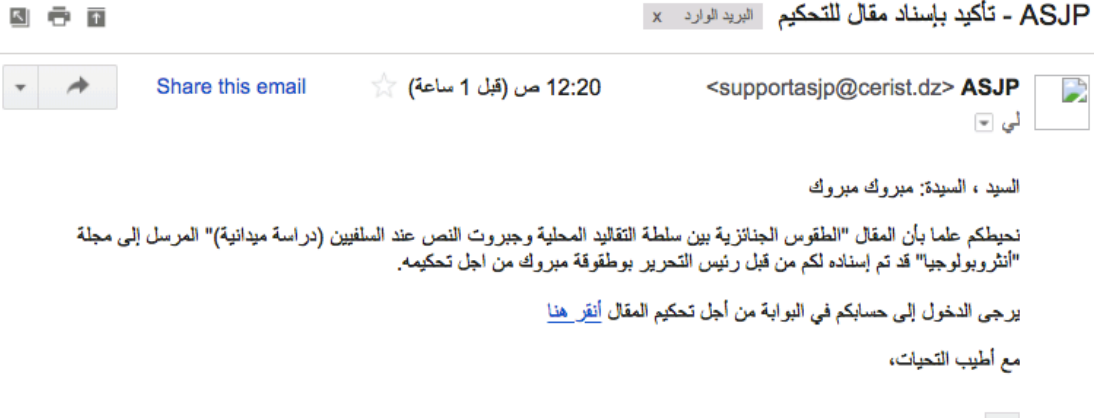 ASJP - تأكيد بإسناد مقال للتحكيم البريد الوارد x
ASJP <supportasjp@cerist.dz> 12:20 ص (قبل 1 ساعة) Share this email
لي
السيد ، السيدة: مبروك مبروك
نحيطكم علما بأن المقال "الطقوس الجنائزية بين سلطة التقاليد المحلية وجبروت النص عند السلفيين (دراسة ميدانية)" المرسل إلى مجلة
"أنثروبولوجيا" قد تم إسناده لكم من قبل رئيس التحرير بوطقوقة مبروك من اجل تحكيمه.
يرجى الدخول إلى حسابكم في البوابة من أجل تحكيم المقال أنقر هنا
مع أطيب التحيات،